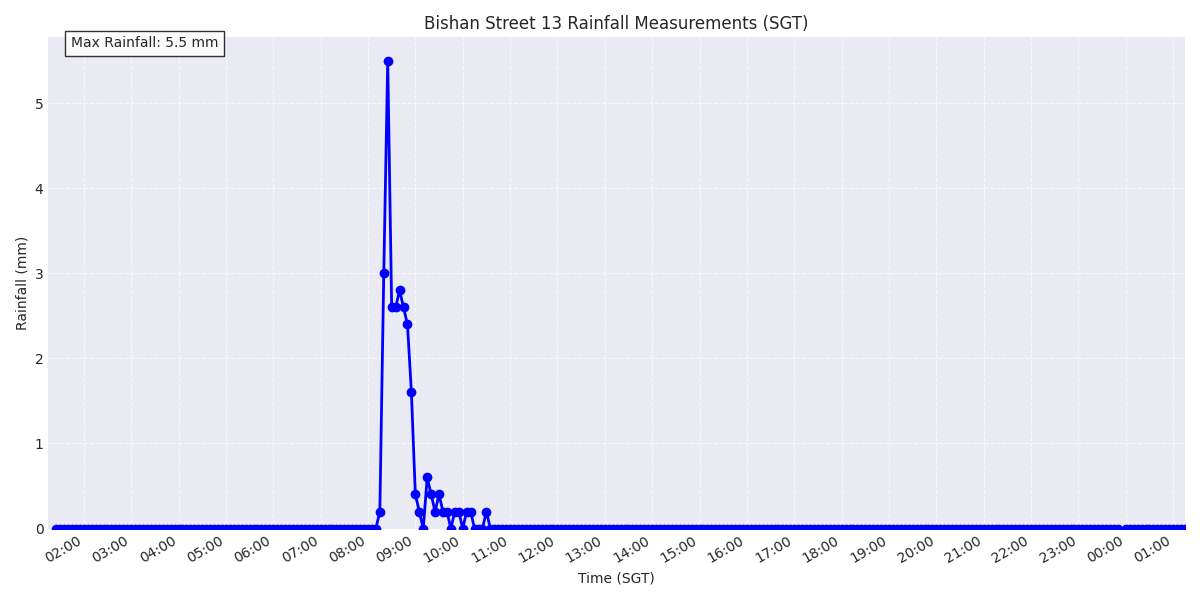 Bishan Street 13 Rainfall Measurements (SGT)
Max Rainfall: 5.5 mm
5
4
3
2
1
0
Rainfall (mm)
02:00 03:00 04:00 05:00 06:00 07:00 08:00 09:00 10:00 11:00 12:00 13:00 14:00 15:00 16:00 17:00 18:00 19:00 20:00 21:00 22:00 23:00 00:00 01:00
Time (SGT)